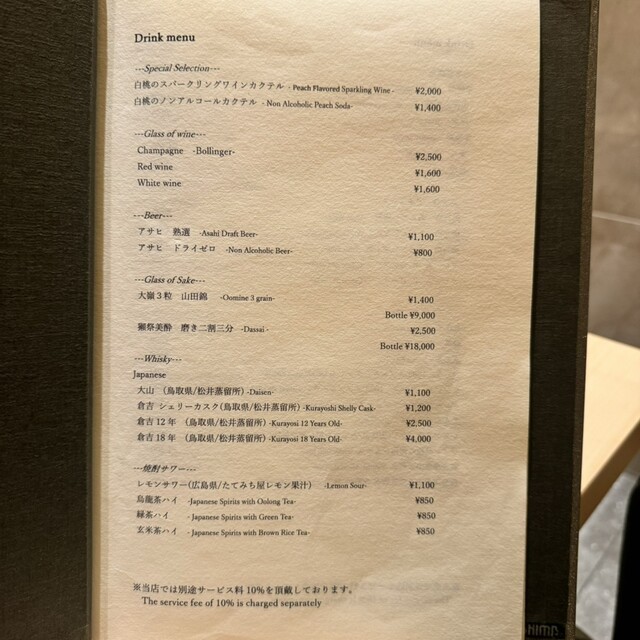 Drink menu
---Special Selection---
白桃のスパークリングワインカクテル - Peach Flavored Sparkling Wine - ¥2,000
白桃のノンアルコールカクテル - Non Alcoholic Peach Soda- ¥1,400
---Glass of wine---
Champagne -Bollinger- ¥2,500
Red wine ¥1,600
White wine ¥1,600
---Beer---
アサヒ 熟選 -Asahi Draft Beer- ¥1,100
アサヒ ドライゼロ -Non Alcoholic Beer- ¥800
---Glass of Sake---
大嶺3粒 山田錦 -Oomine 3 grain- ¥1,400
Bottle ¥9,000
獺祭美酔 磨き二割三分 -Dassai - ¥2,500
Bottle ¥18,000
---Whisky---
Japanese
大山 (鳥取県/松井蒸留所) -Daisen- ¥1,100
倉吉 シェリーカスク(鳥取県/松井蒸留所) -Kurayoshi Shelly Cask- ¥1,200
倉吉12年 (鳥取県/松井蒸留所) -Kurayosi 12 Years Old- ¥2,500
倉吉18年 (鳥取県/松井蒸留所) -Kurayosi 18 Years Old- ¥4,000
---焼酎サワー---
レモンサワー(広島県/たてみち屋レモン果汁) -Lemon Sour- ¥1,100
烏龍茶ハイ -Japanese Spirits with Oolong Tea- ¥850
緑茶ハイ - Japanese Spirits with Green Tea- ¥850
玄米茶ハイ - Japanese Spirits with Brown Rice Tea- ¥850
※当店では別途サービス料10%を頂戴しております。
The service fee of 10% is charged separately